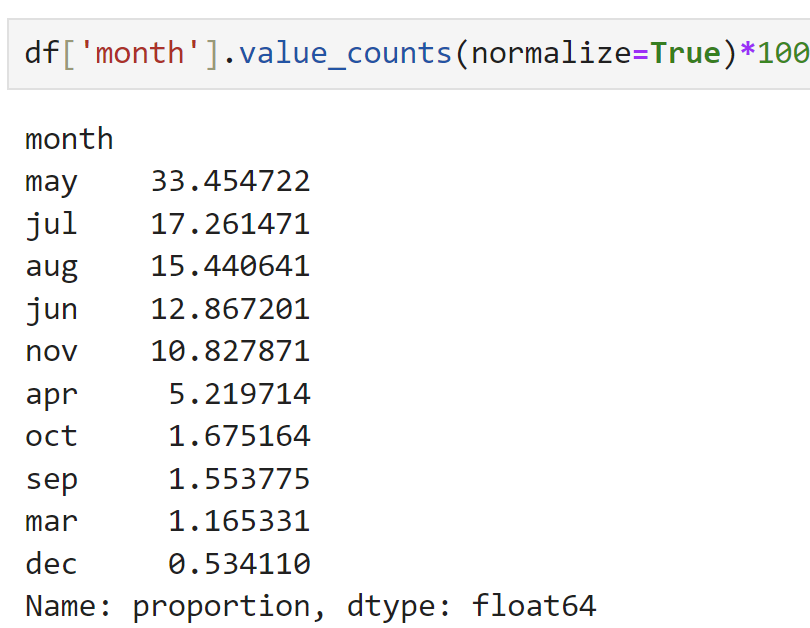 df['month'].value_counts(normalize=True)*100
month
may    33.454722
jul    17.261471
aug    15.440641
jun    12.867201
nov    10.827871
apr     5.219714
oct     1.675164
sep     1.553775
mar     1.165331
dec     0.534110
Name: proportion, dtype: float64